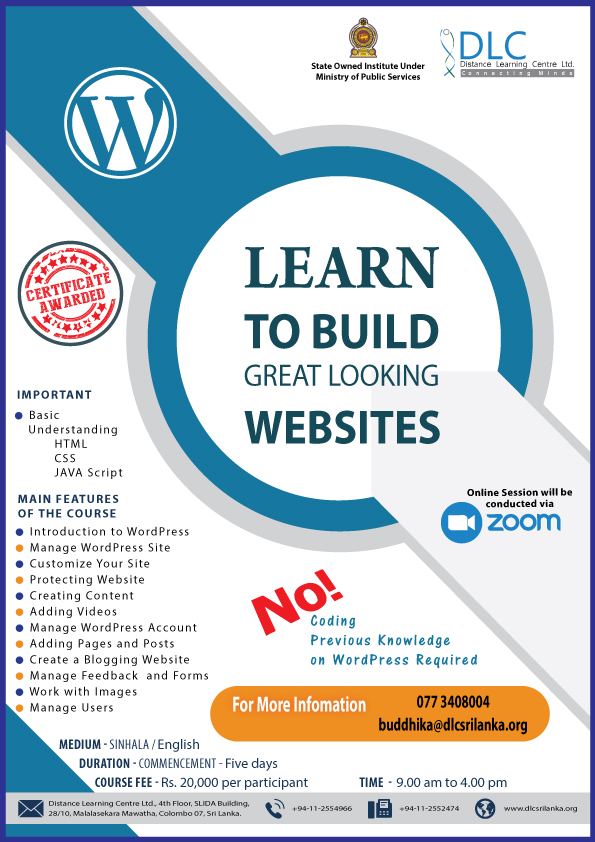 State Owned Institute Under
Ministry of Public Services
DLC
Distance Learning Centre Ltd.
Connecting Minds
W
CERTIFICATE
AWARDED
LEARN
TO BUILD
GREAT LOOKING
WEBSITES
IMPORTANT
Basic
Understanding
HTML
CSS
JAVA Script
MAIN FEATURES
OF THE COURSE
Introduction to WordPress
Manage WordPress Site
Customize Your Site
Protecting Website
Creating Content
Adding Videos
Manage WordPress Account
Adding Pages and Posts
Create a Blogging Website
Manage Feedback and Forms
Work with Images
Manage Users
Online Session will be
conducted via
zoom
No!
Coding
Previous Knowledge
on WordPress Required
For More Infomation
077 3408004
buddhika@dlcsrilanka.org
MEDIUM - SINHALA / English
DURATION - COMMENCEMENT - Five days
COURSE FEE - Rs. 20,000 per participant
TIME - 9.00 am to 4.00 pm
Distance Learning Centre Ltd., 4th Floor, SLIDA Building,
28/10, Malalasekara Mawatha, Colombo 07, Sri Lanka.
+94-11-2554966
+94-11-2552474
www.dlcsrilanka.org